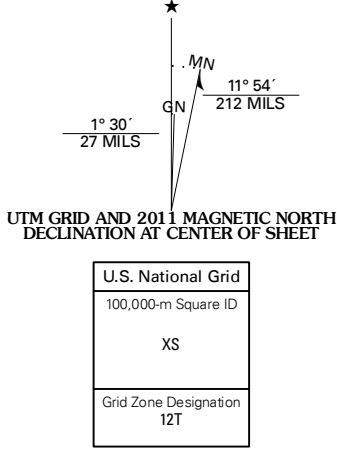 ★
MN
GN
11° 54´
212 MILS
1° 30´
27 MILS
UTM GRID AND 2011 MAGNETIC NORTH
DECLINATION AT CENTER OF SHEET
U.S. National Grid
100,000-m Square ID
XS
Grid Zone Designation
12T